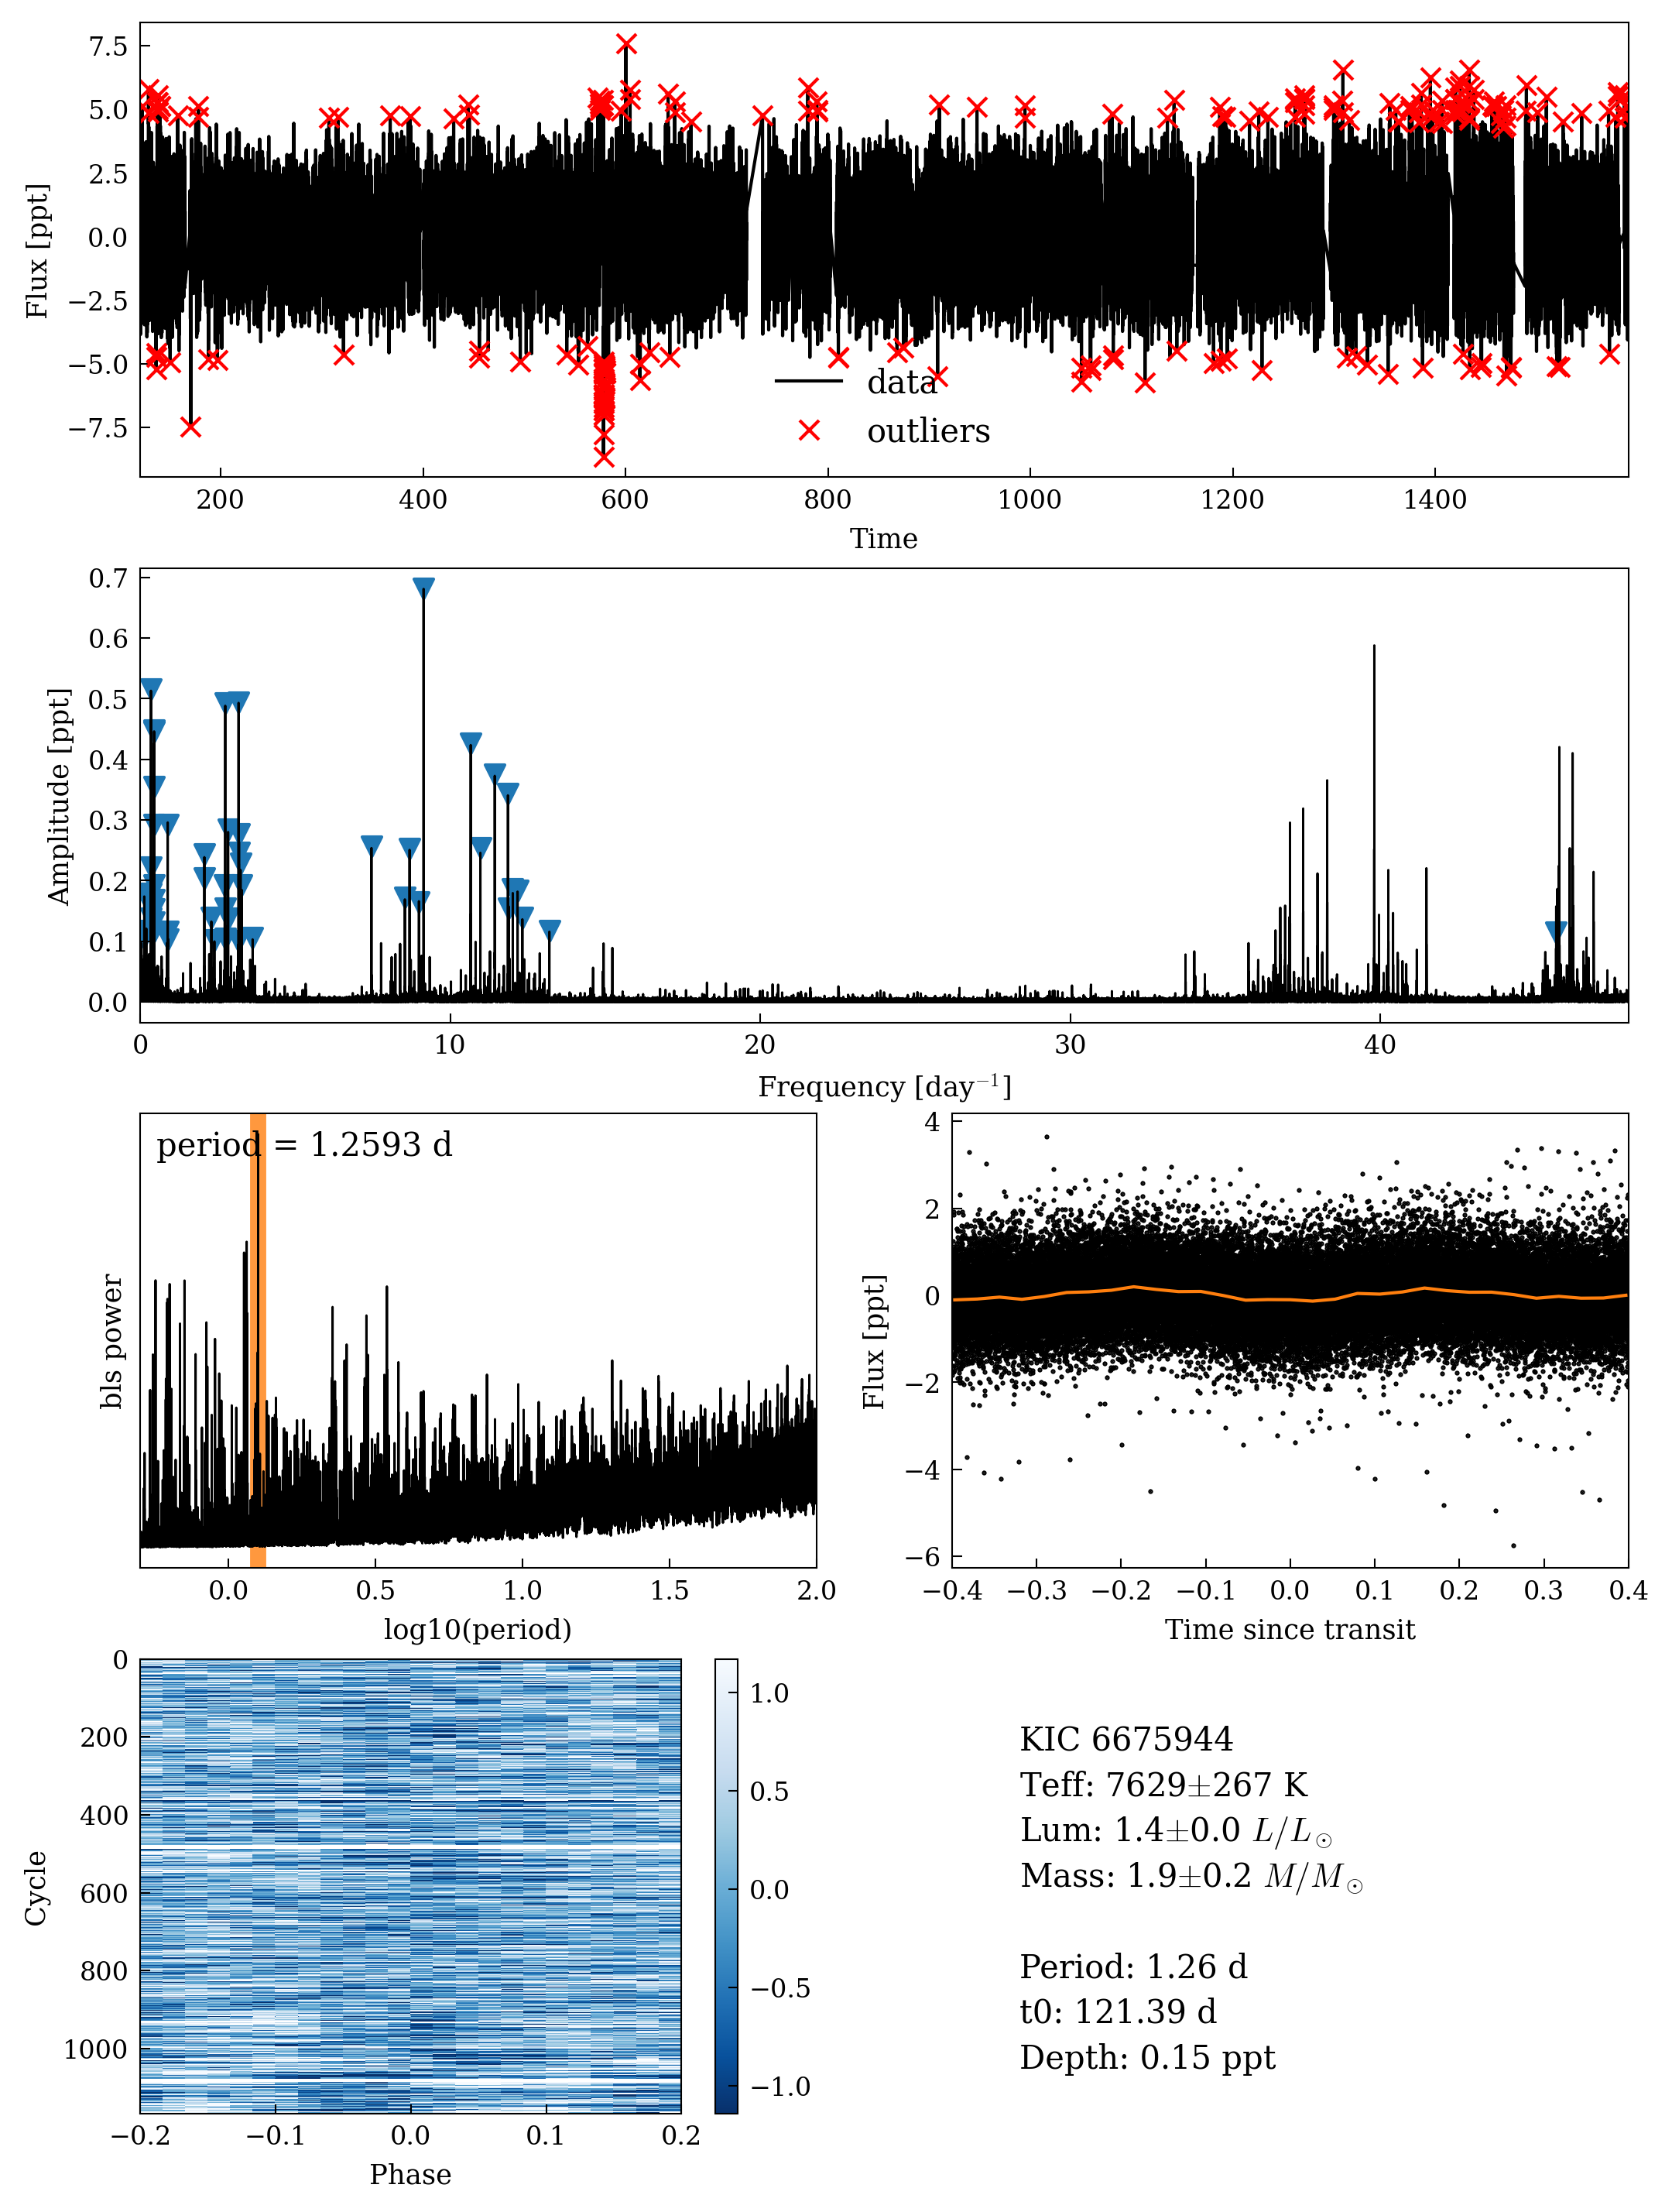 7.5
5.0
2.5
0.0
−2.5
−5.0
−7.5
Flux [ppt]
data
outliers
200 400 600 800 1000 1200 1400
Time
0.7
0.6
0.5
0.4
0.3
0.2
0.1
0.0
Amplitude [ppt]
0 10 20 30 40
Frequency [day⁻¹]
period = 1.2593 d
bls power
0.0 0.5 1.0 1.5 2.0
log10(period)
4
2
0
−2
−4
−6
Flux [ppt]
−0.4 −0.3 −0.2 −0.1 0.0 0.1 0.2 0.3 0.4
Time since transit
0
200
400
600
800
1000
Cycle
−0.2 −0.1 0.0 0.1 0.2
Phase
1.0
0.5
0.0
−0.5
−1.0
KIC 6675944
Teff: 7629±267 K
Lum: 1.4±0.0 L/L⊙
Mass: 1.9±0.2 M/M⊙
Period: 1.26 d
t0: 121.39 d
Depth: 0.15 ppt